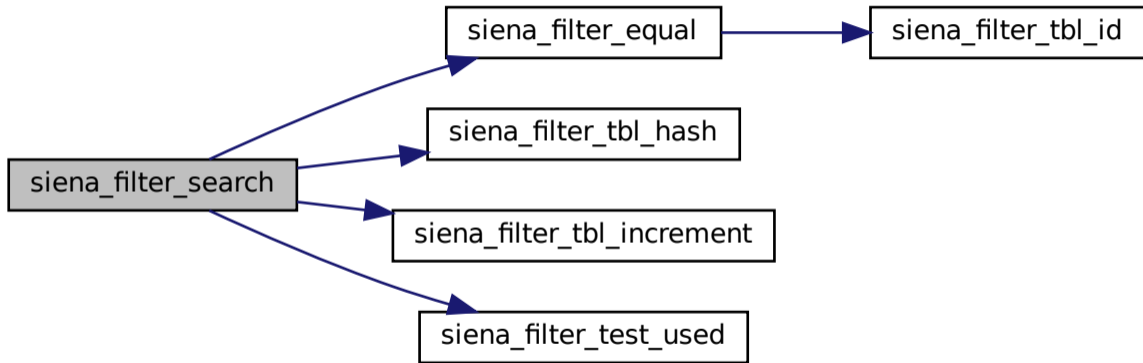 siena_filter_equal
siena_filter_tbl_id
siena_filter_tbl_hash
siena_filter_search
siena_filter_tbl_increment
siena_filter_test_used